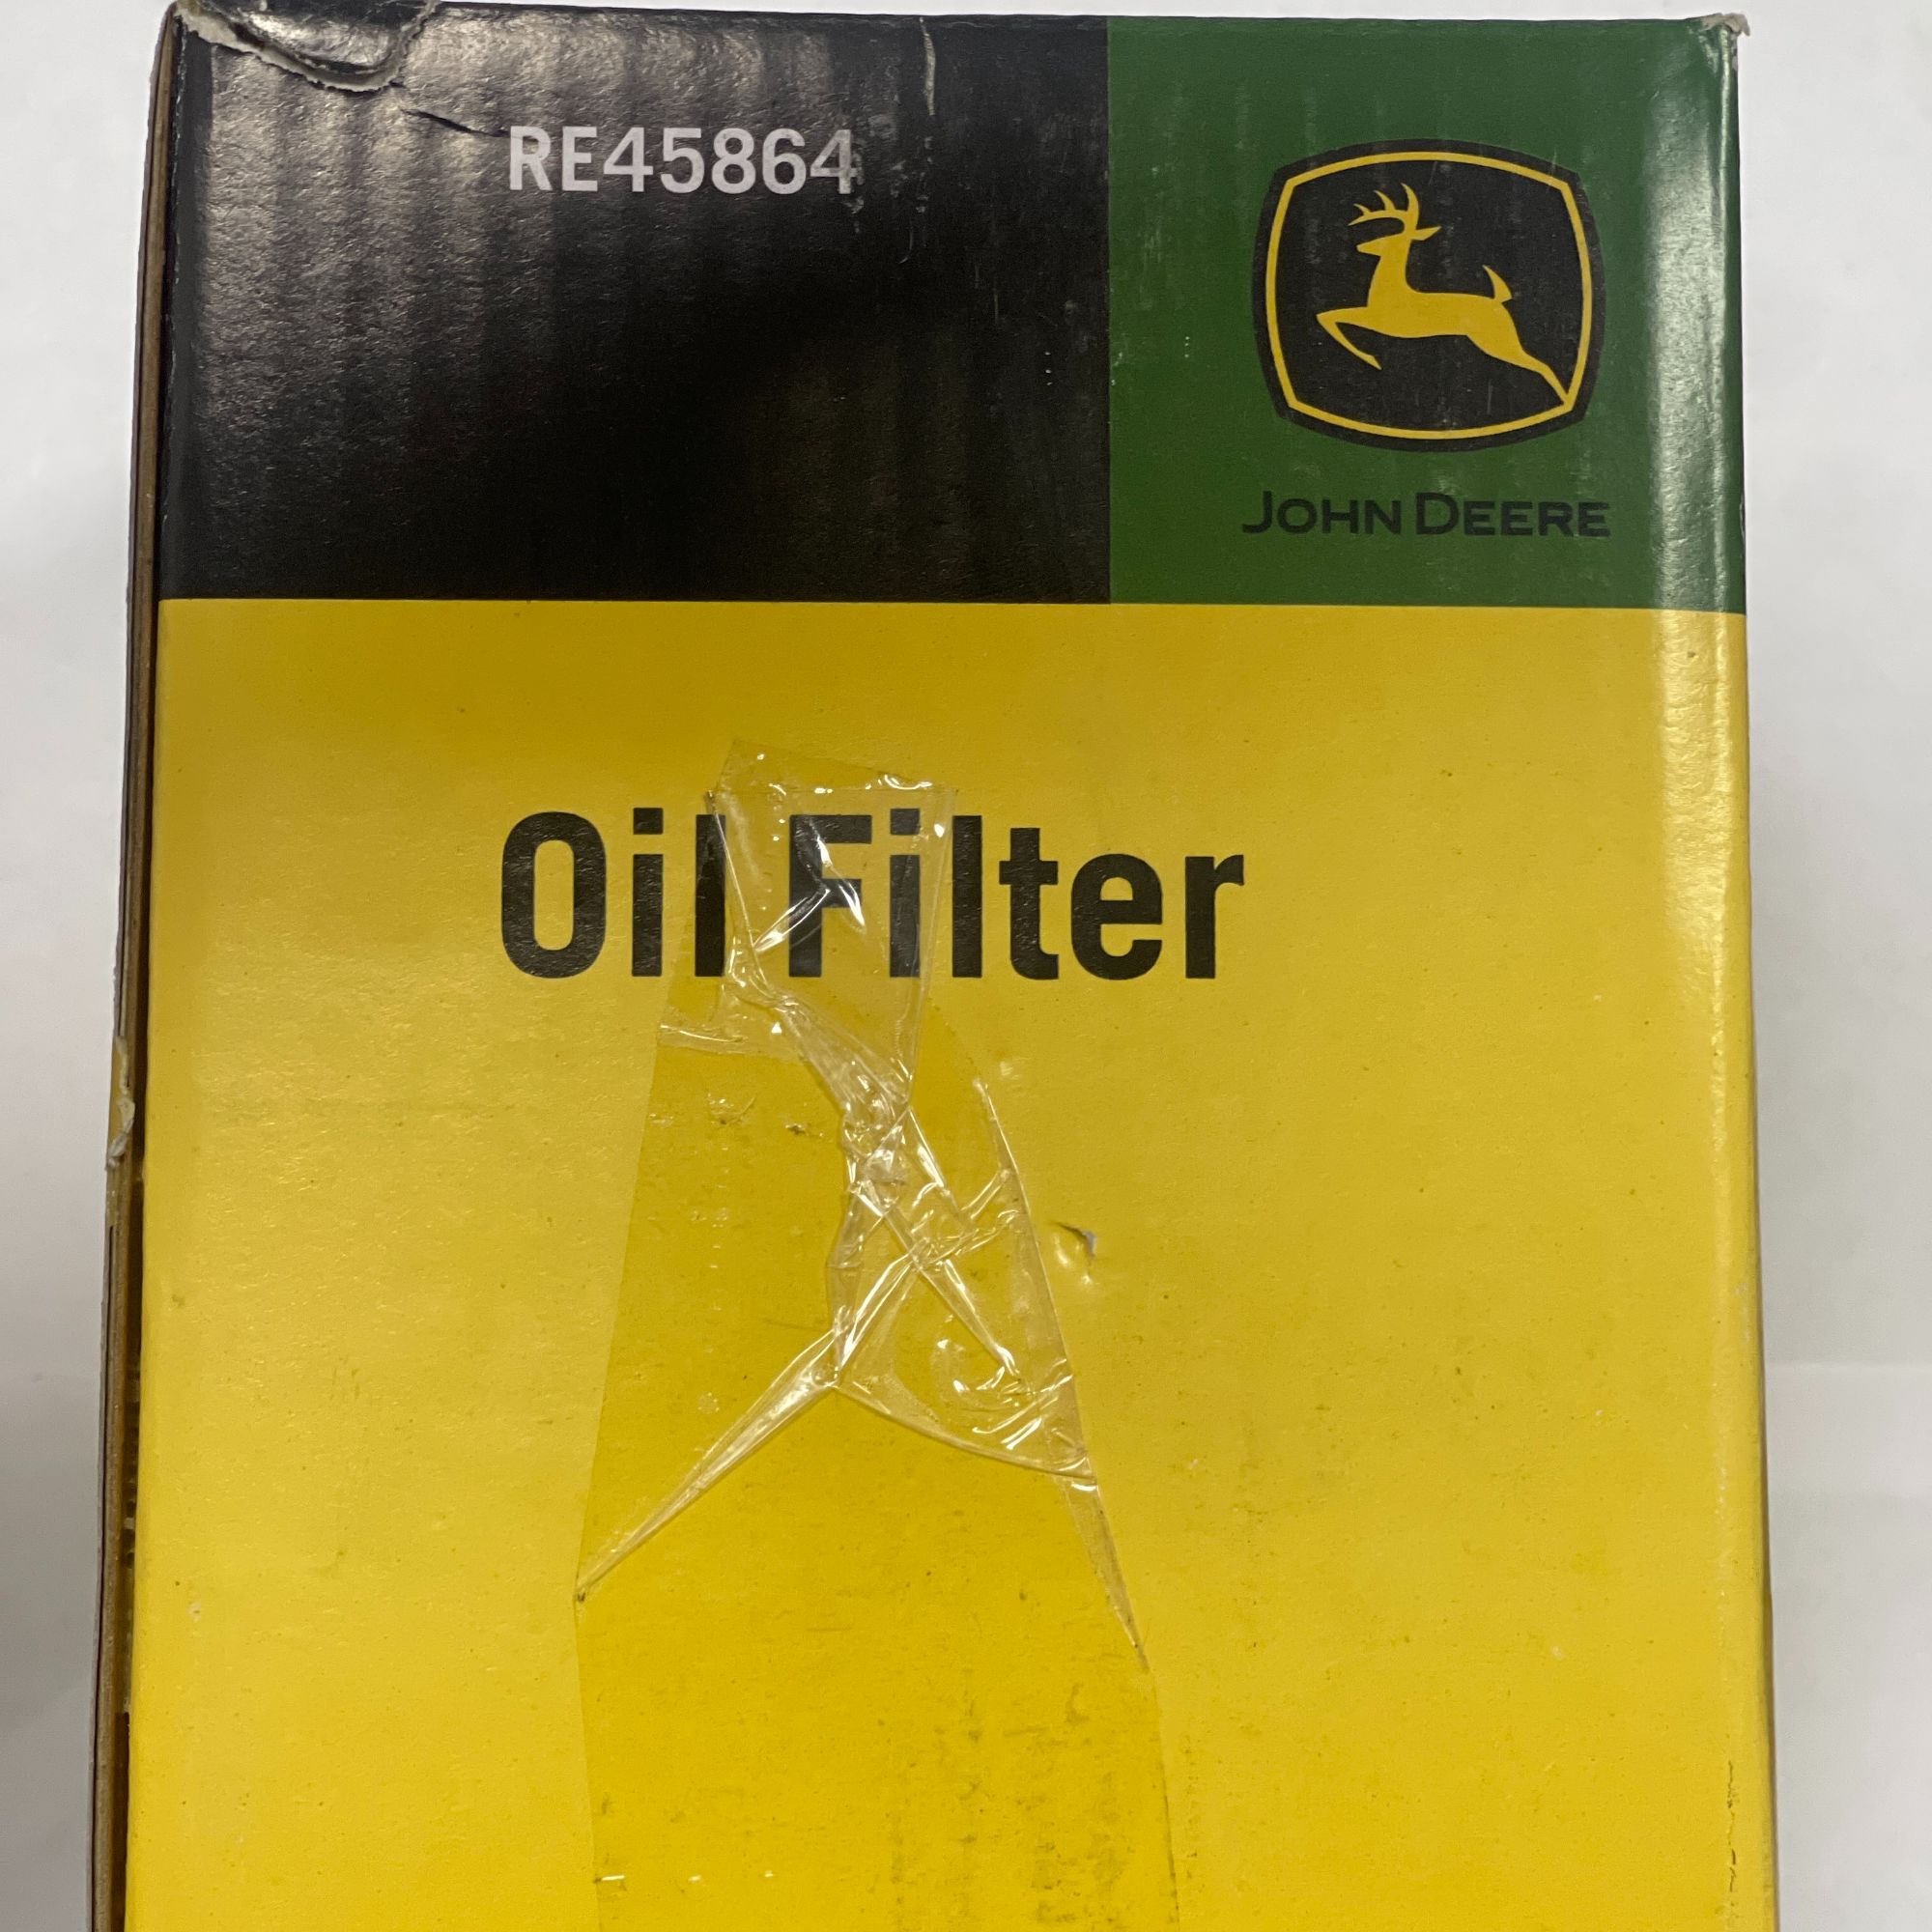 RE45864
JOHN DEERE
Oil Filter